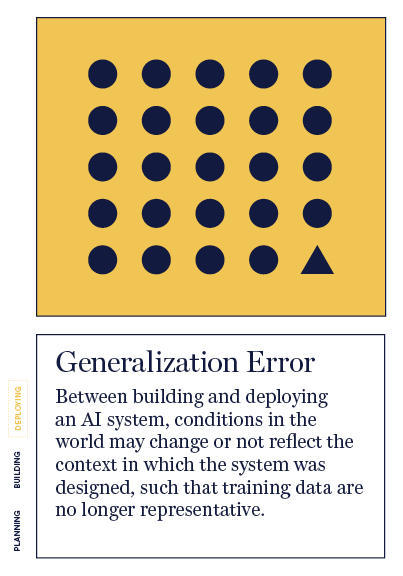 Generalization Error
Between building and deploying
an AI system, conditions in the
world may change or not reflect the
context in which the system was
designed, such that training data are
no longer representative.
DEPLOYING
BUILDING
PLANNING